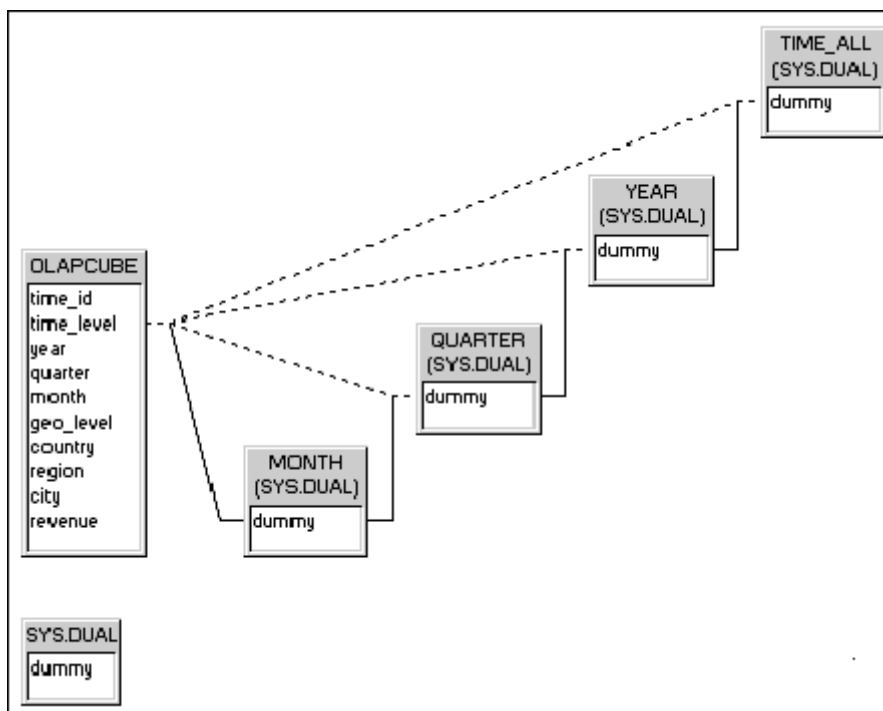 TIME_ALL
(SYS.DUAL)
dummy
YEAR
(SYS.DUAL)
dummy
OLAPCUBE
time_id
time_level
year
quarter
month
geo_level
country
region
city
revenue
QUARTER
(SYS.DUAL)
dummy
MONTH
(SYS.DUAL)
dummy
SYS.DUAL
dummy